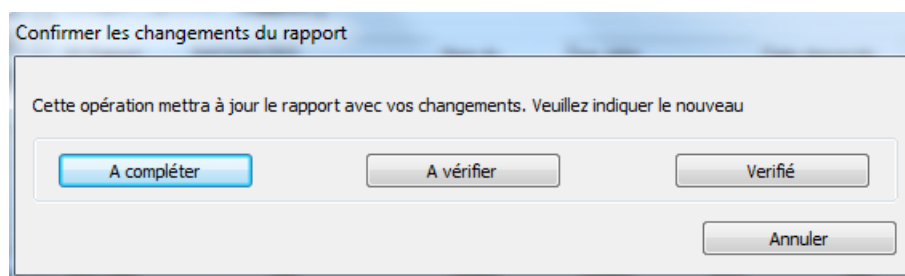 Confirmer les changements du rapport
Cette opération mettra à jour le rapport avec vos changements. Veuillez indiquer le nouveau
A compléter A vérifier Verifié
Annuler